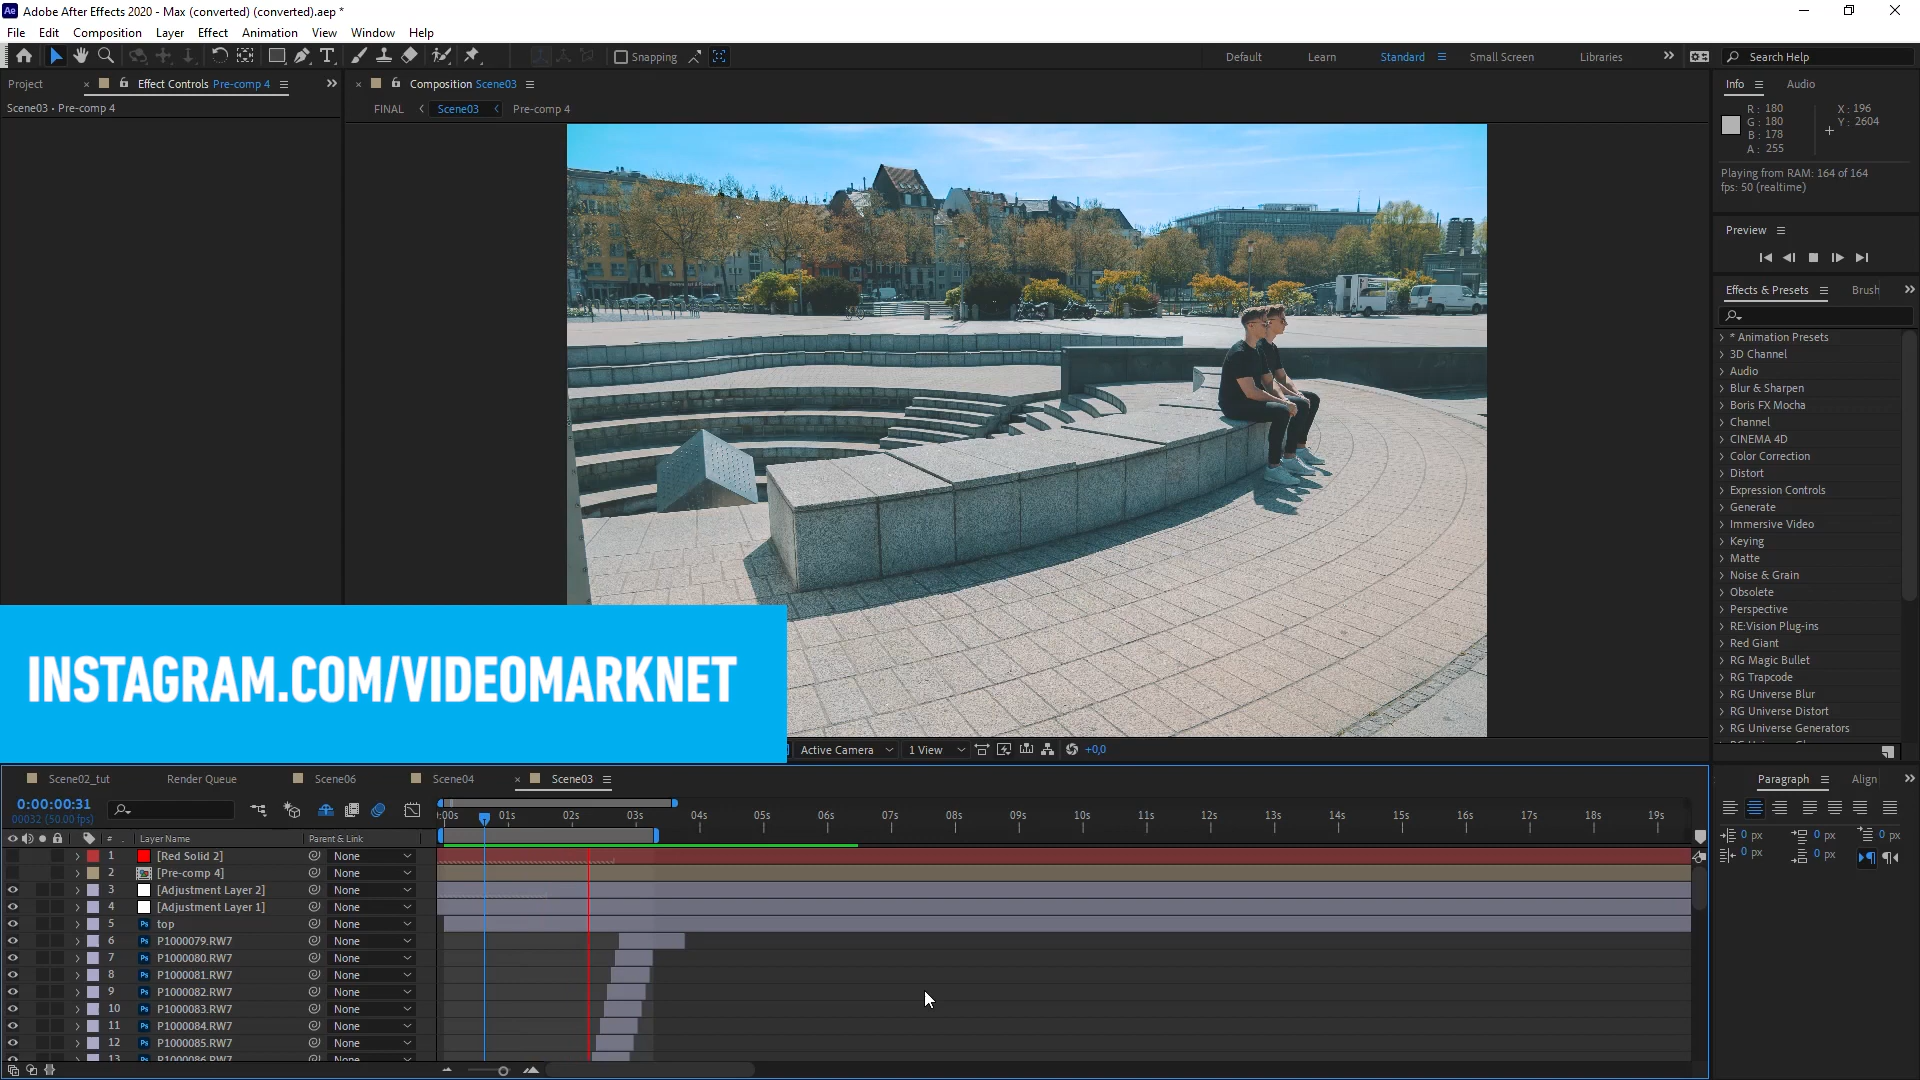 Adobe After Effects 2020 - Max (converted) (converted).aep *
File Edit Composition Layer Effect Animation View Window Help
Snapping Default Learn Standard Small Screen Libraries Search Help
Project Effect Controls Pre-comp 4 Composition Scene03 Info Audio
Scene03 • Pre-comp 4 FINAL Scene03 Pre-comp 4
R: 180 X: 196
G: 180 Y: 2604
B: 178
A: 255
Playing from RAM: 164 of 164
fps: 50 (realtime)
Preview
Effects & Presets Brush
* Animation Presets
3D Channel
Audio
Blur & Sharpen
Boris FX Mocha
Channel
CINEMA 4D
Color Correction
Distort
Expression Controls
Generate
Immersive Video
Keying
Matte
Noise & Grain
Obsolete
Perspective
RE:Vision Plug-ins
Red Giant
RG Magic Bullet
RG Trapcode
RG Universe Blur
RG Universe Distort
RG Universe Generators
INSTAGRAM.COM/VIDEOMARKNET
Active Camera 1 View +0,0
Scene02_tut Render Queue Scene06 Scene04 Scene03
Paragraph Align
0:00:00:31
00032 (50.00 fps)
:00s 01s 02s 03s 04s 05s 06s 07s 08s 09s 10s 11s 12s 13s 14s 15s 16s 17s 18s 19s
# Layer Name Parent & Link
1 [Red Solid 2] None
2 [Pre-comp 4] None
3 [Adjustment Layer 2] None
4 [Adjustment Layer 1] None
5 top None
6 P1000079.RW7 None
7 P1000080.RW7 None
8 P1000081.RW7 None
9 P1000082.RW7 None
10 P1000083.RW7 None
11 P1000084.RW7 None
12 P1000085.RW7 None
13 P1000086.RW7 None
0 px 0 px 0 px
0 px 0 px